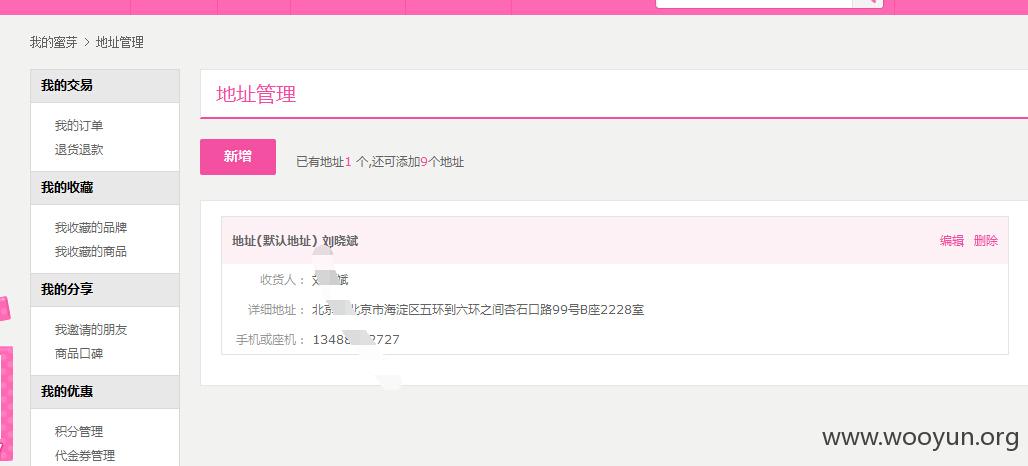 我的蜜芽 > 地址管理
我的交易
我的订单
退货退款
我的收藏
我收藏的品牌
我收藏的商品
我的分享
我邀请的朋友
商品口碑
我的优惠
积分管理
代金券管理
地址管理
新增 已有地址1 个,还可添加9个地址
地址(默认地址) 刘晓斌 编辑 删除
收货人： 斌
详细地址： 北京 北京市海淀区五环到六环之间杏石口路99号B座2228室
手机或座机： 1348 2727
www.wooyun.org